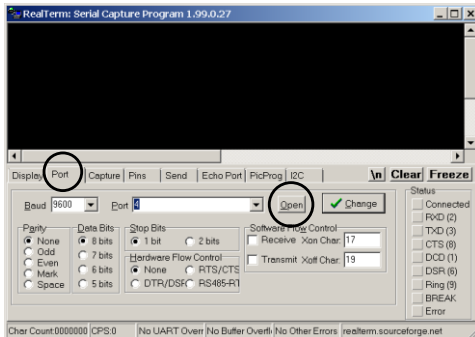 RealTerm: Serial Capture Program 1.99.0.27
Display Port Capture Pins Send Echo Port PicProg I2C \n Clear Freeze
Baud 9600 Port 4 Open Change
Status
Connected
RXD (2)
TXD (3)
CTS (8)
DCD (1)
DSR (6)
Ring (9)
BREAK
Error
Parity
None
Odd
Even
Mark
Space
Data Bits
8 bits
7 bits
6 bits
5 bits
Stop Bits
1 bit 2 bits
Hardware Flow Control
None RTS/CTS
DTR/DSR RS485-RT
Software Flow Control
Receive Xon Char: 17
Transmit Xoff Char: 19
Char Count:0000000 CPS:0 No UART Overr No Buffer Overfl No Other Errors realterm.sourceforge.net